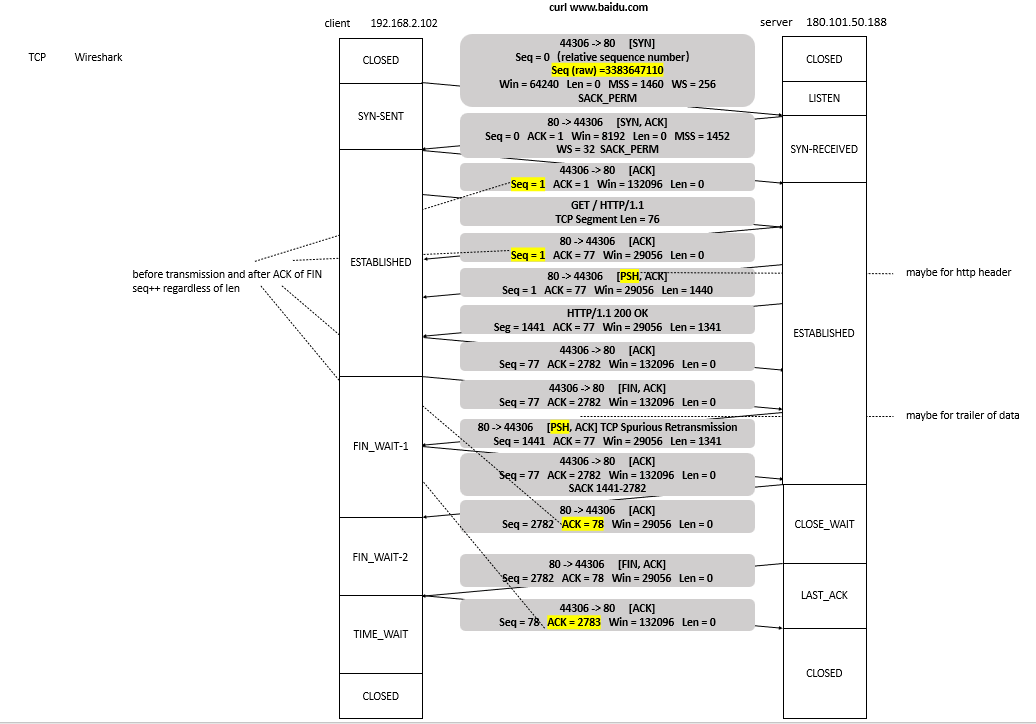 curl www.baidu.com
client 192.168.2.102
server 180.101.50.188
TCP Wireshark
CLOSED
SYN-SENT
ESTABLISHED
FIN_WAIT-1
FIN_WAIT-2
TIME_WAIT
CLOSED
44306 -> 80 [SYN]
Seq = 0 (relative sequence number)
Seq (raw) =3383647110
Win = 64240 Len = 0 MSS = 1460 WS = 256
SACK_PERM
80 -> 44306 [SYN, ACK]
Seq = 0 ACK = 1 Win = 8192 Len = 0 MSS = 1452
WS = 32 SACK_PERM
44306 -> 80 [ACK]
Seq = 1 ACK = 1 Win = 132096 Len = 0
GET / HTTP/1.1
TCP Segment Len = 76
80 -> 44306 [ACK]
Seq = 1 ACK = 77 Win = 29056 Len = 0
80 -> 44306 [PSH, ACK]
Seq = 1 ACK = 77 Win = 29056 Len = 1440
HTTP/1.1 200 OK
Seg = 1441 ACK = 77 Win = 29056 Len = 1341
44306 -> 80 [ACK]
Seq = 77 ACK = 2782 Win = 132096 Len = 0
44306 -> 80 [FIN, ACK]
Seq = 77 ACK = 2782 Win = 132096 Len = 0
80 -> 44306 [PSH, ACK] TCP Spurious Retransmission
Seq = 1441 ACK = 77 Win = 29056 Len = 1341
44306 -> 80 [ACK]
Seq = 77 ACK = 2782 Win = 132096 Len = 0
SACK 1441-2782
80 -> 44306 [ACK]
Seq = 2782 ACK = 78 Win = 29056 Len = 0
80 -> 44306 [FIN, ACK]
Seq = 2782 ACK = 78 Win = 29056 Len = 0
44306 -> 80 [ACK]
Seq = 78 ACK = 2783 Win = 132096 Len = 0
CLOSED
LISTEN
SYN-RECEIVED
ESTABLISHED
CLOSE_WAIT
LAST_ACK
CLOSED
before transmission and after ACK of FIN
seq++ regardless of len
maybe for http header
maybe for trailer of data